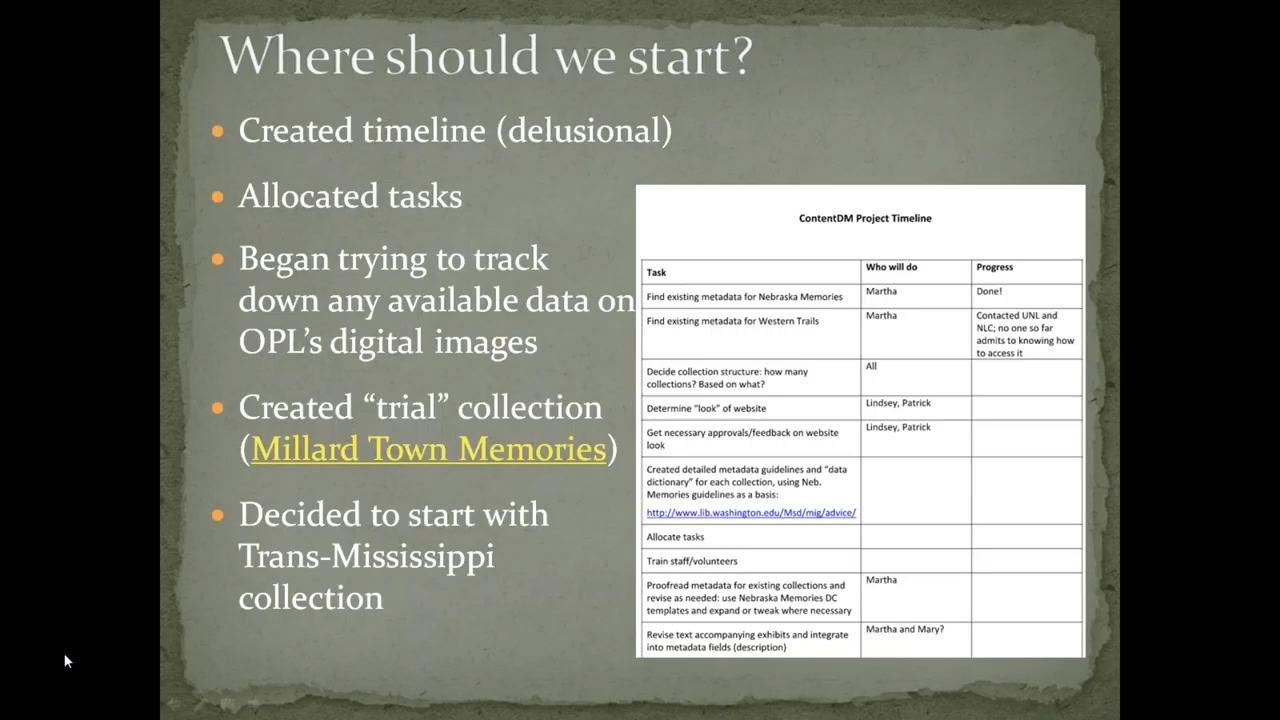 Where should we start?
• Created timeline (delusional)
• Allocated tasks
• Began trying to track
down any available data on
OPL's digital images
• Created “trial” collection
(Millard Town Memories)
• Decided to start with
Trans-Mississippi
collection
ContentDM Project Timeline
Task Who will do Progress
Find existing metadata for Nebraska Memories Martha Done!
Find existing metadata for Western Trails Martha Contacted UNL and
NLC; no one so far
admits to knowing how
to access it
Decide collection structure: how many All
collections? Based on what?
Determine “look” of website Lindsey, Patrick
Get necessary approvals/feedback on website Lindsey, Patrick
look
Created detailed metadata guidelines and “data
dictionary” for each collection, using Neb.
Memories guidelines as a basis:
http://www.lib.washington.edu/Msd/mig/advice/
Allocate tasks
Train staff/volunteers
Proofread metadata for existing collections and Martha
revise as needed: use Nebraska Memories DC
templates and expand or tweak where necessary
Revise text accompanying exhibits and integrate Martha and Mary?
into metadata fields (description)